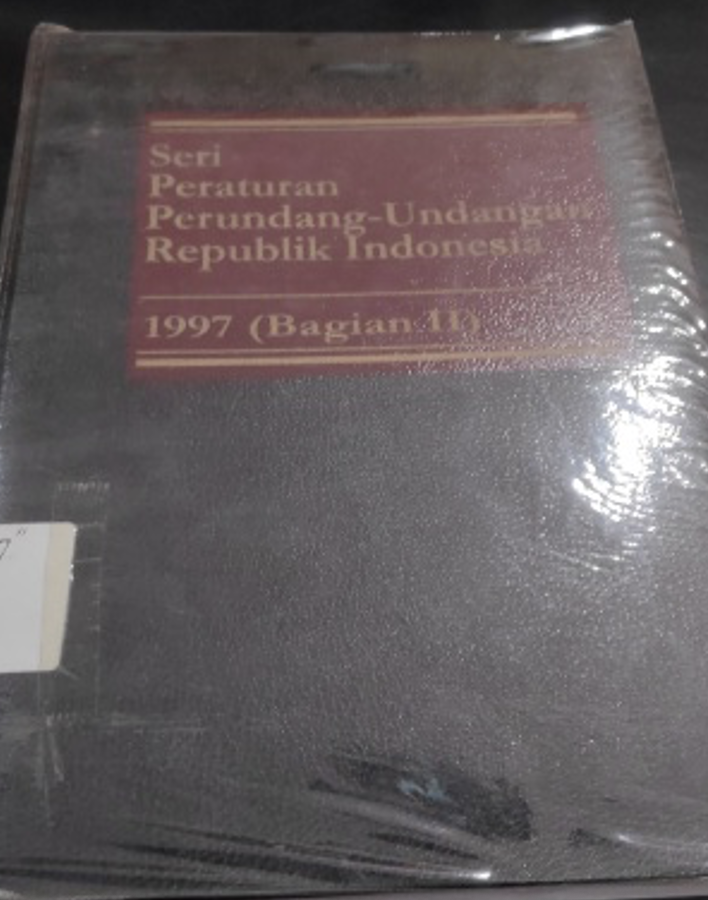 Seri
Peraturan
Perundang-Undangan
Republik Indonesia
1997 (Bagian II)